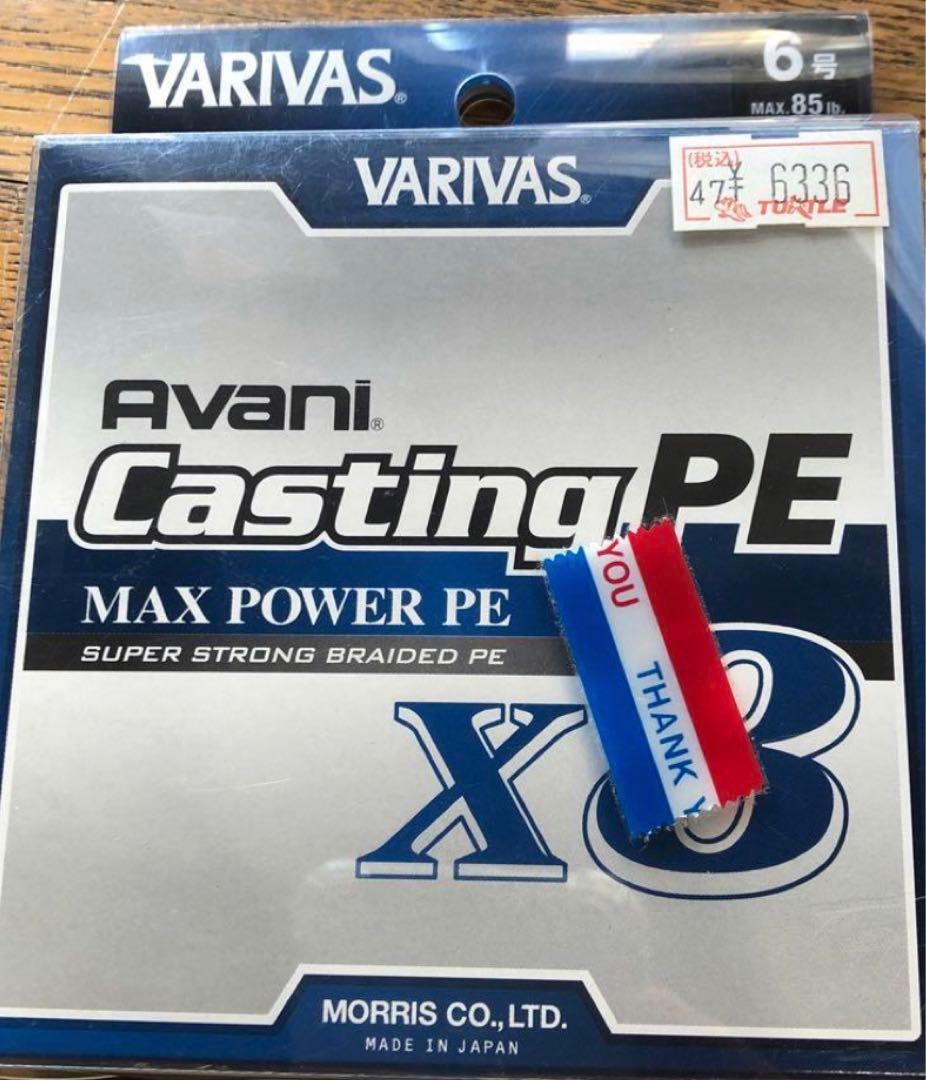 VARIVAS®
6号
MAX.85lb.
VARIVAS®
(税込)
47 ¥ 6336
TURTLE
Avani®
Casting PE
MAX POWER PE
SUPER STRONG BRAIDED PE
YOU
THANK Y
X8
MORRIS CO.,LTD.
MADE IN JAPAN